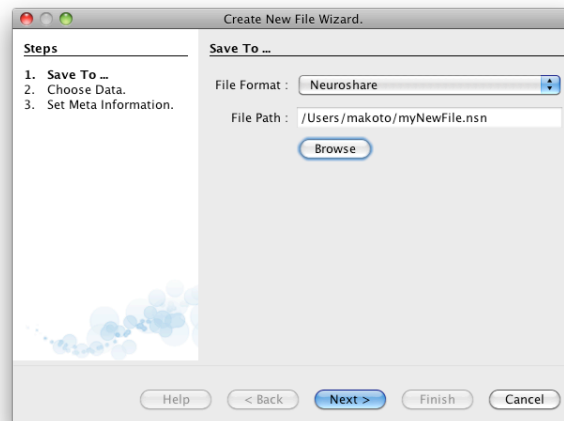 Create New File Wizard.
Steps
1. Save To ...
2. Choose Data.
3. Set Meta Information.
Save To ...
File Format : Neuroshare
File Path : /Users/makoto/myNewFile.nsn
Browse
Help < Back Next > Finish Cancel